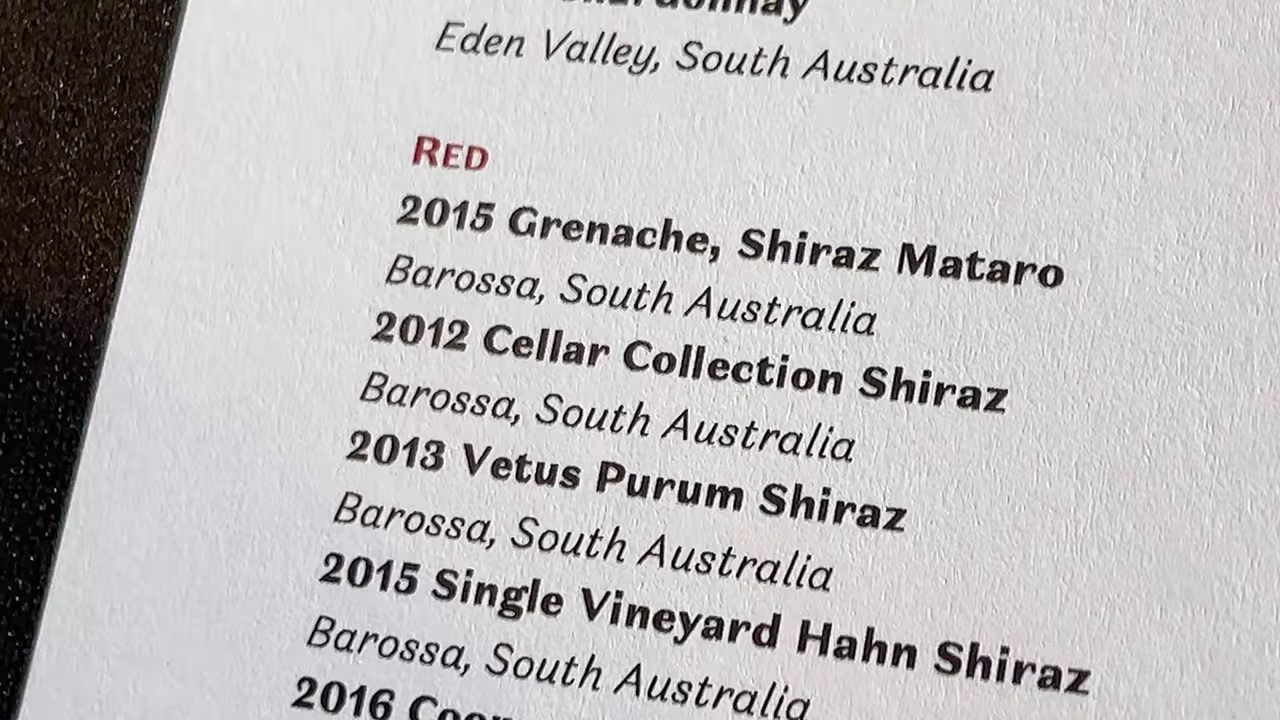 Eden Valley, South Australia
RED
2015 Grenache, Shiraz Mataro
Barossa, South Australia
2012 Cellar Collection Shiraz
Barossa, South Australia
2013 Vetus Purum Shiraz
Barossa, South Australia
2015 Single Vineyard Hahn Shiraz
Barossa, South Australia
2016